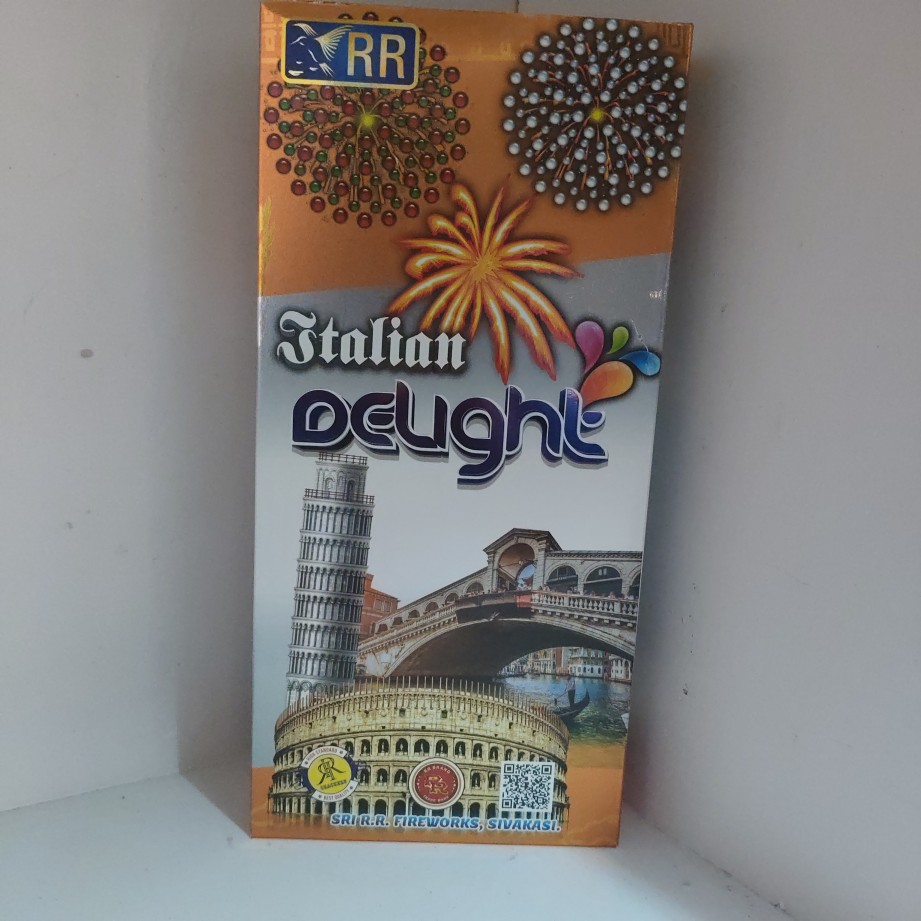 RR
Italian
Delight
SRI R.R. FIREWORKS, SIVAKASI.